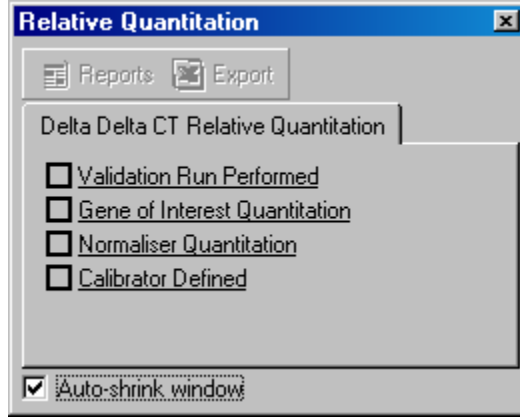 Relative Quantitation
Reports Export
Delta Delta CT Relative Quantitation
Validation Run Performed
Gene of Interest Quantitation
Normaliser Quantitation
Calibrator Defined
Auto-shrink window